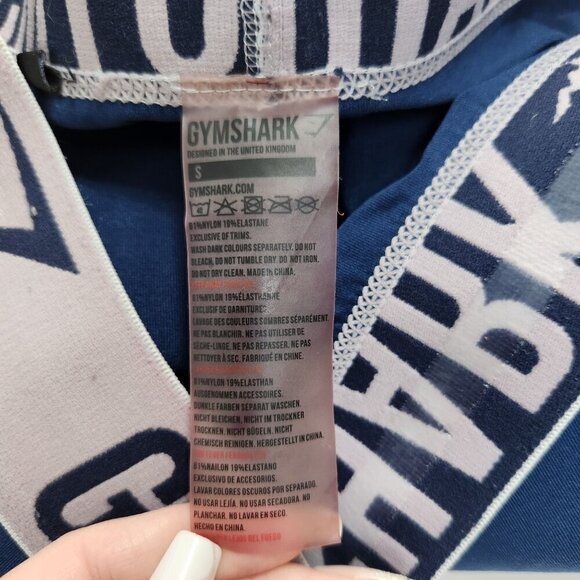 GYMSHARK
DESIGNED IN THE UNITED KINGDOM
S
GYMSHARK.COM
81%NYLON 19%ELASTANE
EXCLUSIVE OF TRIMS.
WASH DARK COLOURS SEPARATELY. DO NOT
BLEACH, DO NOT TUMBLE DRY. DO NOT IRON.
DO NOT DRY CLEAN. MADE IN CHINA.
81%NYLON 19%ELASTHANNE
EXCLUSIF DE GARNITURES.
LAVAGE DES COULEURS SOMBRES SÉPARÉMENT.
NE PAS BLANCHIR. NE PAS UTILISER DE
SÈCHE-LINGE. NE PAS REPASSER. NE PAS
NETTOYER À SEC. FABRIQUÉ EN CHINE.
81%NYLON 19%ELASTHAN
AUSGENOMMEN ACCESSOIRES.
DUNKLE FARBEN SEPARAT WASCHEN.
NICHT BLEICHEN, NICHT IM TROCKNER
TROCKNEN, NICHT BÜGELN. NICHT
CHEMISCH REINIGEN, HERGESTELLT IN CHINA.
81%NAILON 19%ELASTANO
EXCLUSIVO DE ACCESORIOS.
LAVAR COLORES OSCUROS POR SEPARADO.
NO USAR LEJÍA. NO USAR SECADORA. NO
PLANCHAR. NO LAVAR EN SECO.
HECHO EN CHINA.
DEL FUEGO